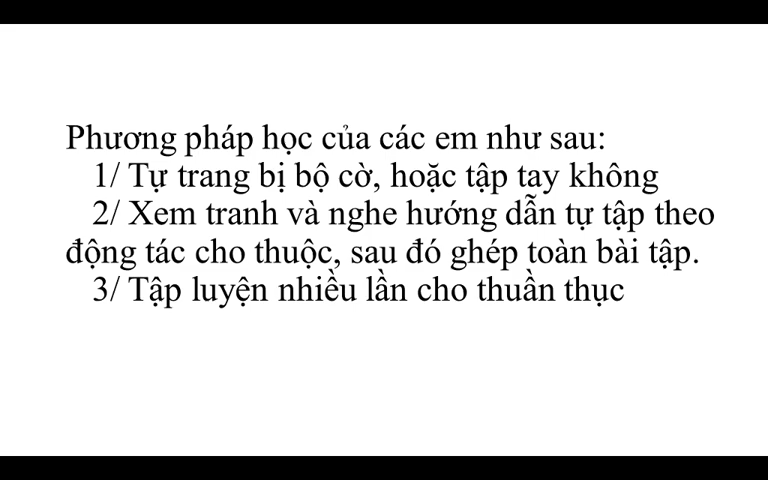 Phương pháp học của các em như sau:
1/ Tự trang bị bộ cờ, hoặc tập tay không
2/ Xem tranh và nghe hướng dẫn tự tập theo
động tác cho thuộc, sau đó ghép toàn bài tập.
3/ Tập luyện nhiều lần cho thuần thục